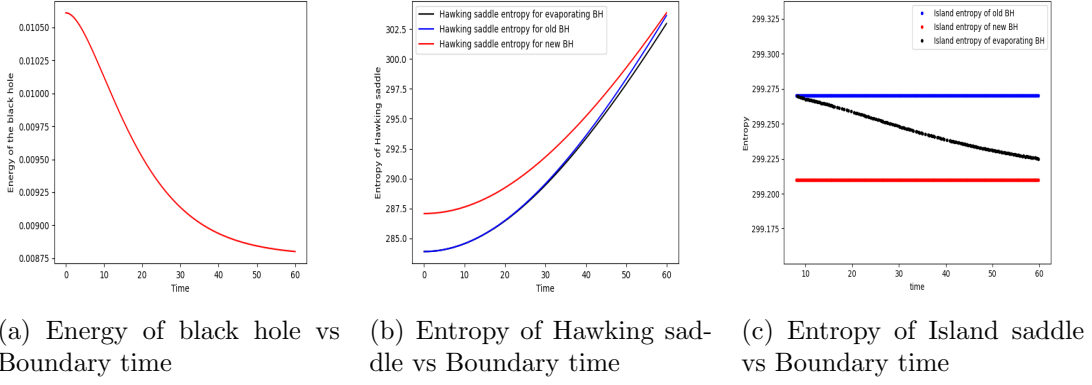 0.01050
0.01025
0.01000
0.00975
0.00950
0.00925
0.00900
0.00875
Energy of the black hole
0 10 20 30 40 50 60
Time
302.5
300.0
297.5
295.0
292.5
290.0
287.5
285.0
Entropy of Hawking saddle
Hawking saddle entropy for evaporating BH
Hawking saddle entropy for old BH
Hawking saddle entropy for new BH
0 10 20 30 40 50 60
Time
299.325
299.300
299.275
299.250
299.225
299.200
299.175
Entropy
Island entropy of old BH
Island entropy of new BH
Island entropy of evaporating BH
10 20 30 40 50 60
time
(a) Energy of black hole vs
Boundary time
(b) Entropy of Hawking sad-
dle vs Boundary time
(c) Entropy of Island saddle
vs Boundary time